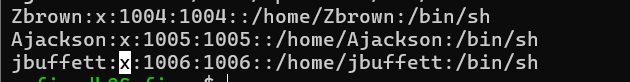 Zbrown:x:1004:1004::/home/Zbrown:/bin/sh
Ajackson:x:1005:1005::/home/Ajackson:/bin/sh
jbuffett:x:1006:1006::/home/jbuffett:/bin/sh